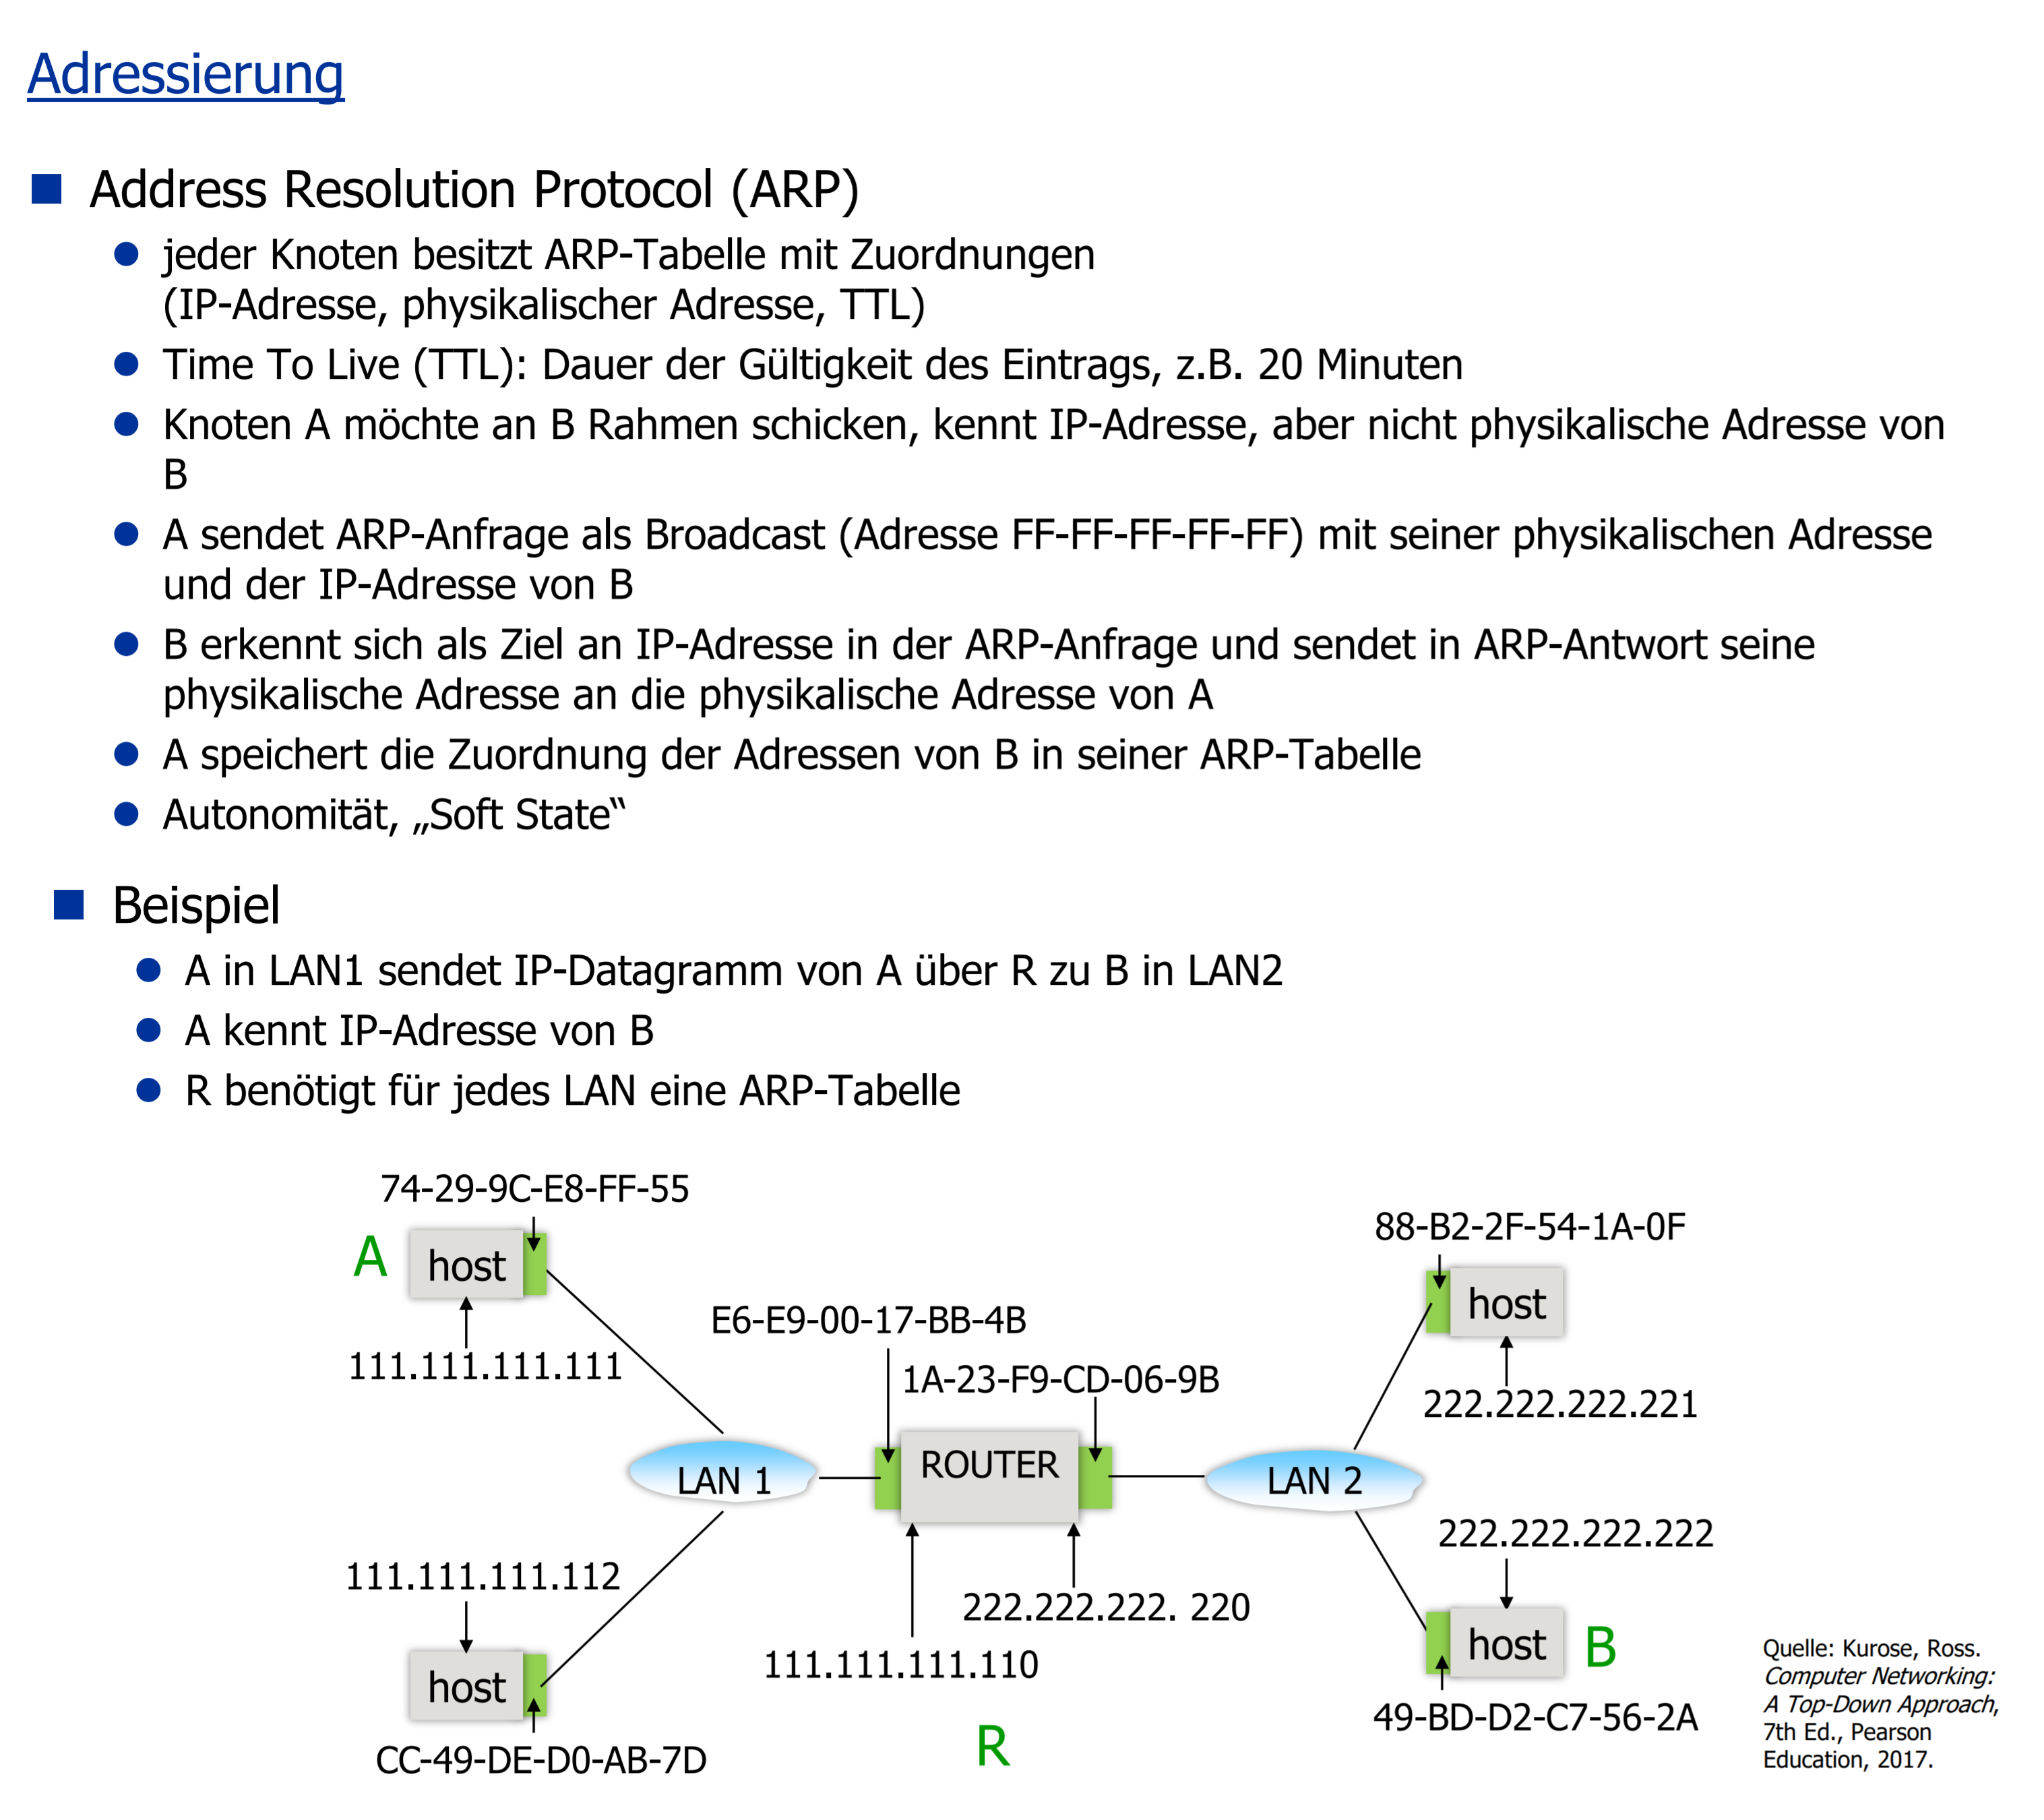 Adressierung
Address Resolution Protocol (ARP)
jeder Knoten besitzt ARP-Tabelle mit Zuordnungen
(IP-Adresse, physikalischer Adresse, TTL)
Time To Live (TTL): Dauer der Gültigkeit des Eintrags, z.B. 20 Minuten
Knoten A möchte an B Rahmen schicken, kennt IP-Adresse, aber nicht physikalische Adresse von
B
A sendet ARP-Anfrage als Broadcast (Adresse FF-FF-FF-FF-FF) mit seiner physikalischen Adresse
und der IP-Adresse von B
B erkennt sich als Ziel an IP-Adresse in der ARP-Anfrage und sendet in ARP-Antwort seine
physikalische Adresse an die physikalische Adresse von A
A speichert die Zuordnung der Adressen von B in seiner ARP-Tabelle
Autonomität, „Soft State“
Beispiel
A in LAN1 sendet IP-Datagramm von A über R zu B in LAN2
A kennt IP-Adresse von B
R benötigt für jedes LAN eine ARP-Tabelle
74-29-9C-E8-FF-55
A
host
111.111.111.111
88-B2-2F-54-1A-0F
host
222.222.222.221
E6-E9-00-17-BB-4B
1A-23-F9-CD-06-9B
LAN 1
ROUTER
LAN 2
222.222.222.222
111.111.111.112
222.222.222. 220
111.111.111.110
host
CC-49-DE-D0-AB-7D
R
host
B
49-BD-D2-C7-56-2A
Quelle: Kurose, Ross.
Computer Networking:
A Top-Down Approach,
7th Ed., Pearson
Education, 2017.